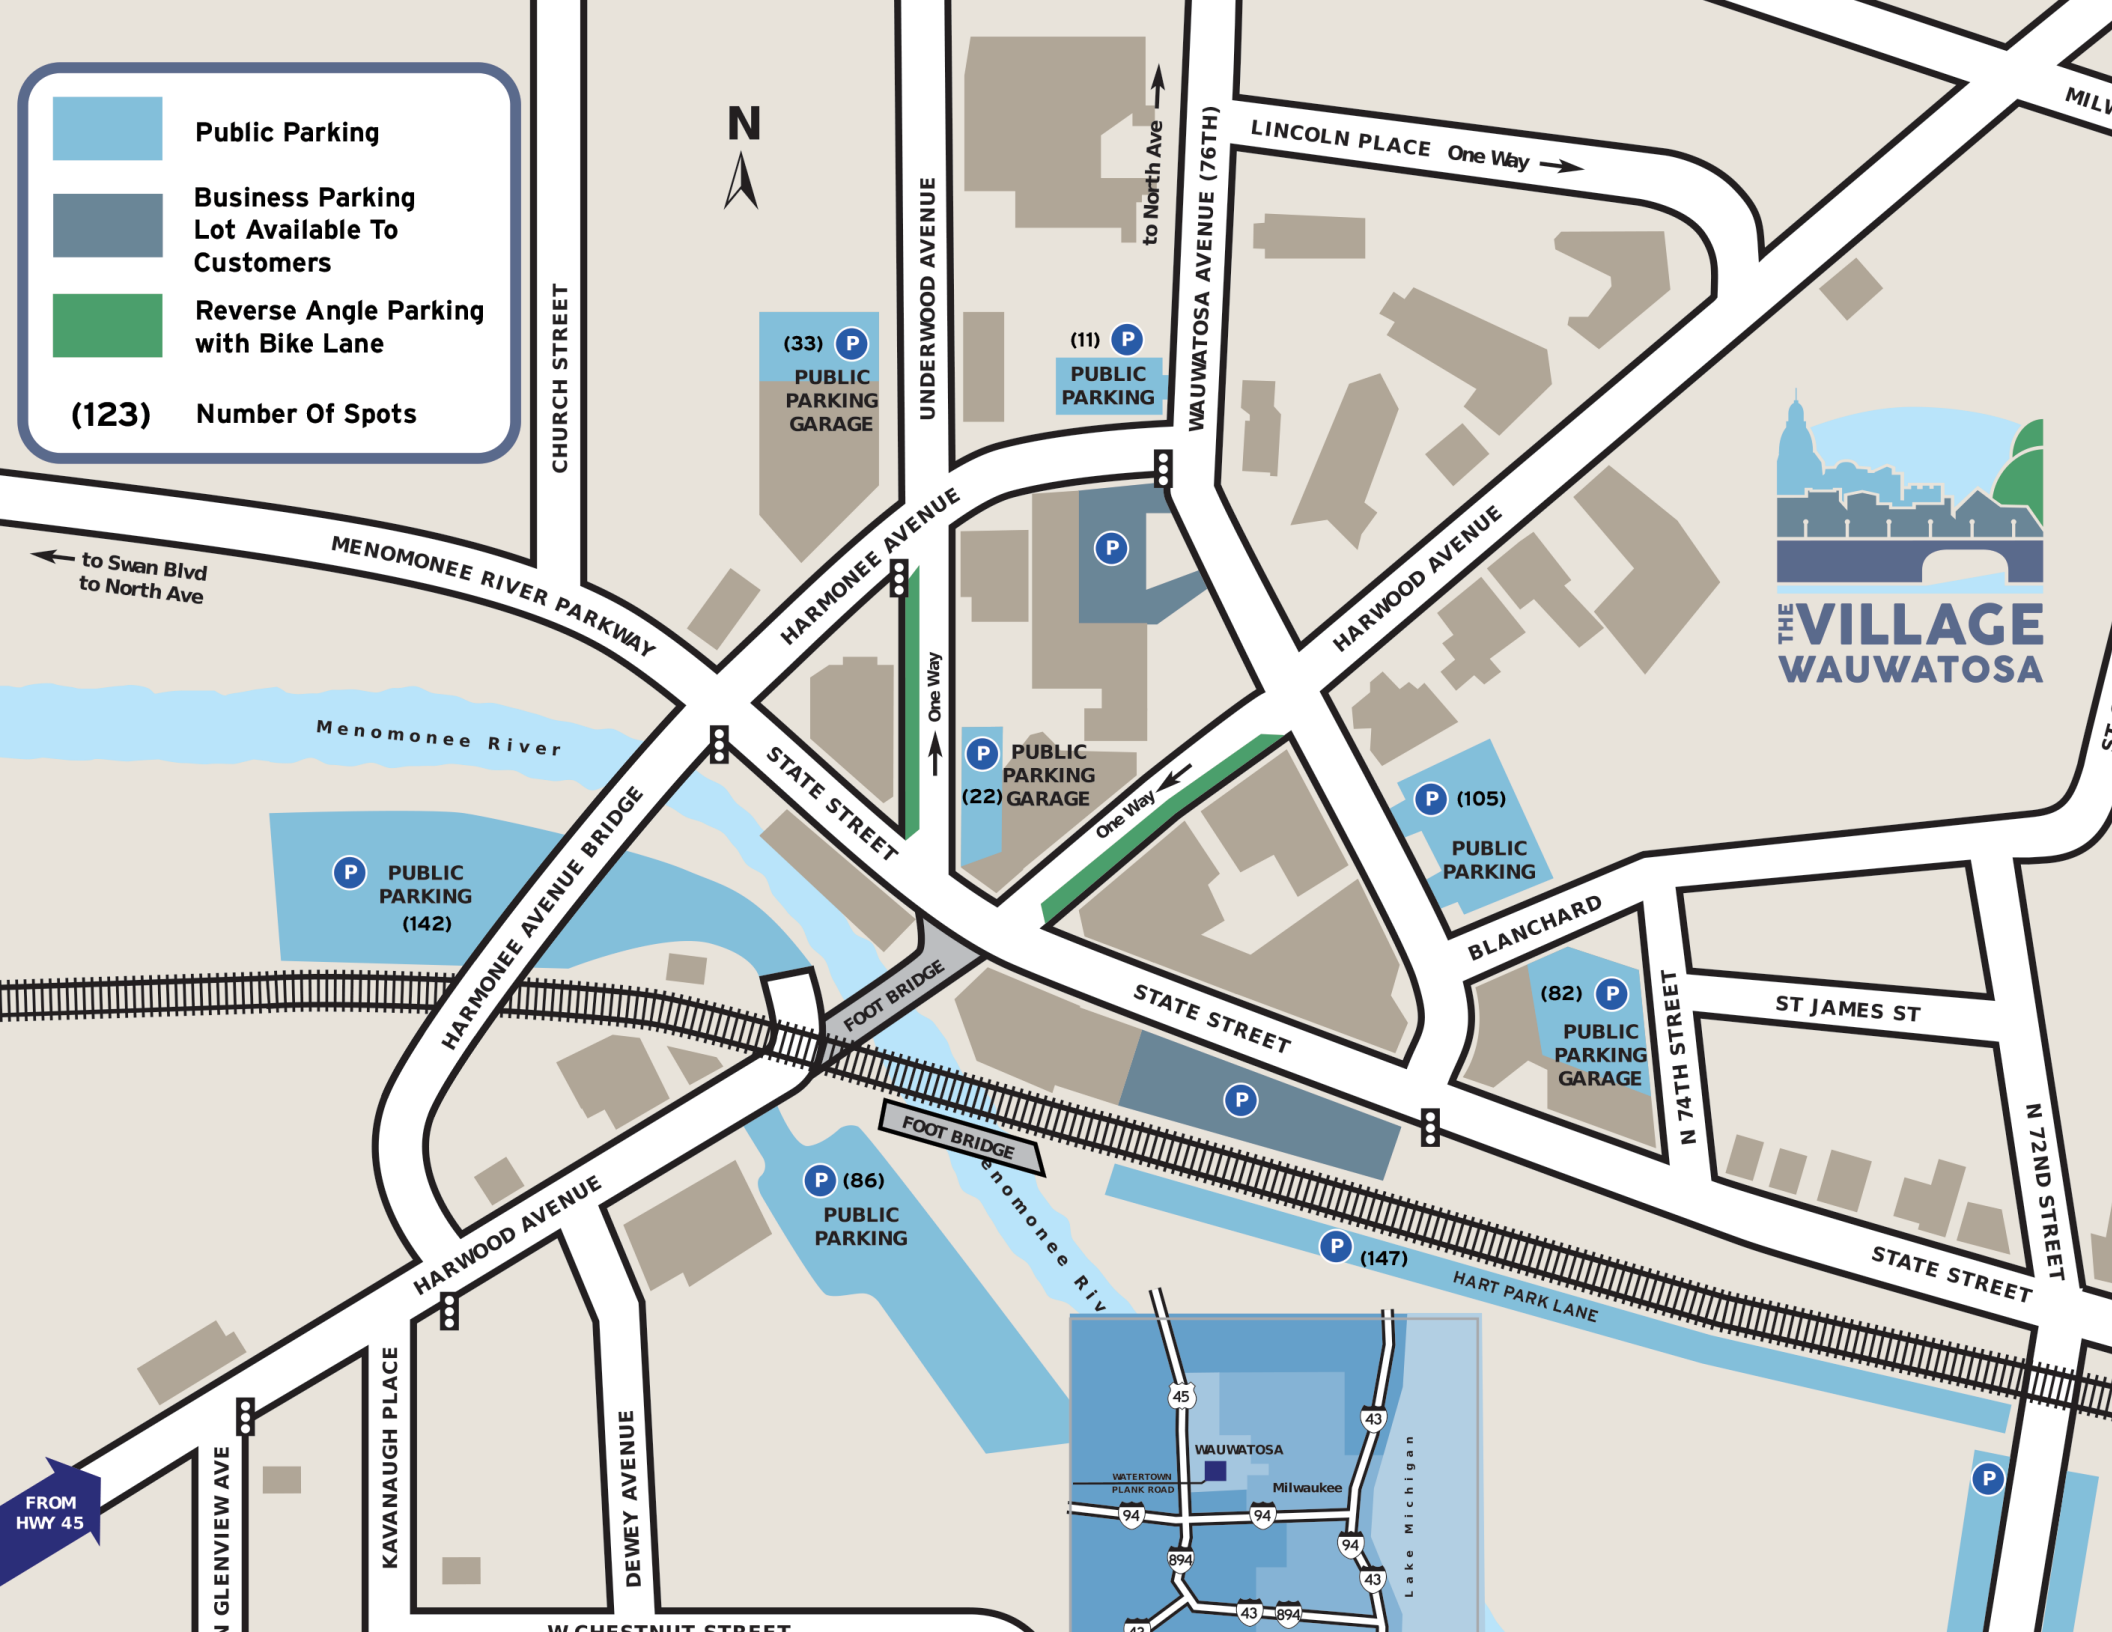 Public Parking
Business Parking
Lot Available To
Customers
Reverse Angle Parking
with Bike Lane
(123) Number Of Spots
N
CHURCH STREET
UNDERWOOD AVENUE
to North Ave
WAUWATOSA AVENUE (76TH)
LINCOLN PLACE One Way
(33) P
PUBLIC
PARKING
GARAGE
(11) P
PUBLIC
PARKING
to Swan Blvd
to North Ave
MENOMONEE RIVER PARKWAY
HARMONEE AVENUE
P
HARWOOD AVENUE
THE VILLAGE
WAUWATOSA
Menomonee River
One Way
STATE STREET
P PUBLIC
PARKING
(22) GARAGE
One Way
P (105)
PUBLIC
PARKING
P PUBLIC
PARKING
(142)
HARMONEE AVENUE BRIDGE
FOOT BRIDGE
STATE STREET
BLANCHARD
(82) P
PUBLIC
PARKING
GARAGE
N 74TH STREET
ST JAMES ST
N 72ND STREET
P
FOOT BRIDGE
P (86)
PUBLIC
PARKING
enomonee Riv
P (147)
HART PARK LANE
STATE STREET
HARWOOD AVENUE
KAVANAUGH PLACE
DEWEY AVENUE
N GLENVIEW AVE
FROM
HWY 45
W CHESTNUT STREET
P
45
43
WAUWATOSA
WATERTOWN
PLANK ROAD
Milwaukee
Lake Michigan
94
94
94
894
43
43
894